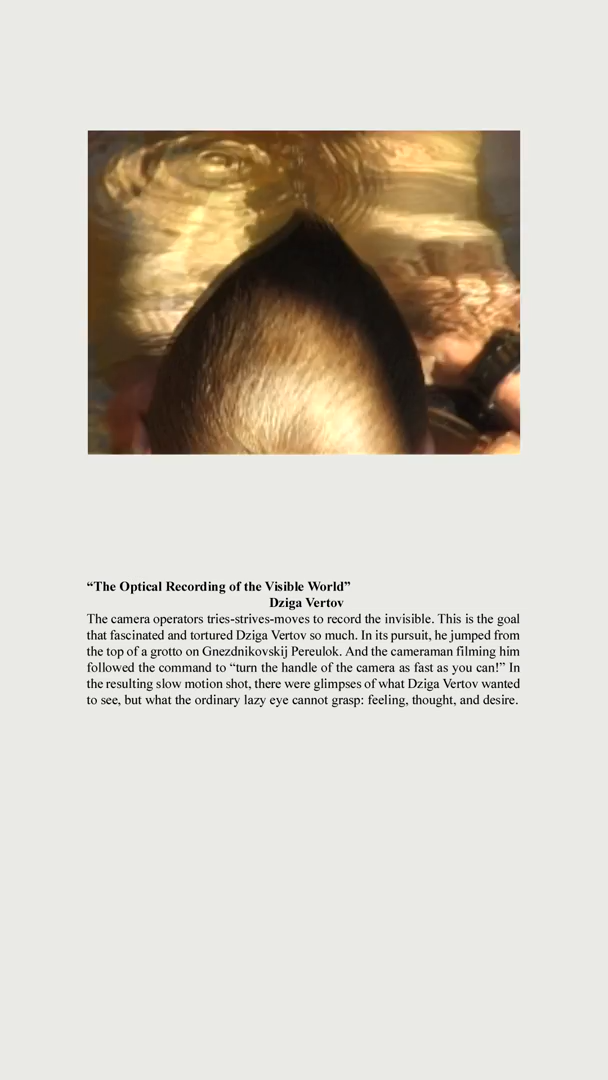 “The Optical Recording of the Visible World”
Dziga Vertov
The camera operators tries-strives-moves to record the invisible. This is the goal
that fascinated and tortured Dziga Vertov so much. In its pursuit, he jumped from
the top of a grotto on Gnezdnikovskij Pereulok. And the cameraman filming him
followed the command to “turn the handle of the camera as fast as you can!” In
the resulting slow motion shot, there were glimpses of what Dziga Vertov wanted
to see, but what the ordinary lazy eye cannot grasp: feeling, thought, and desire.